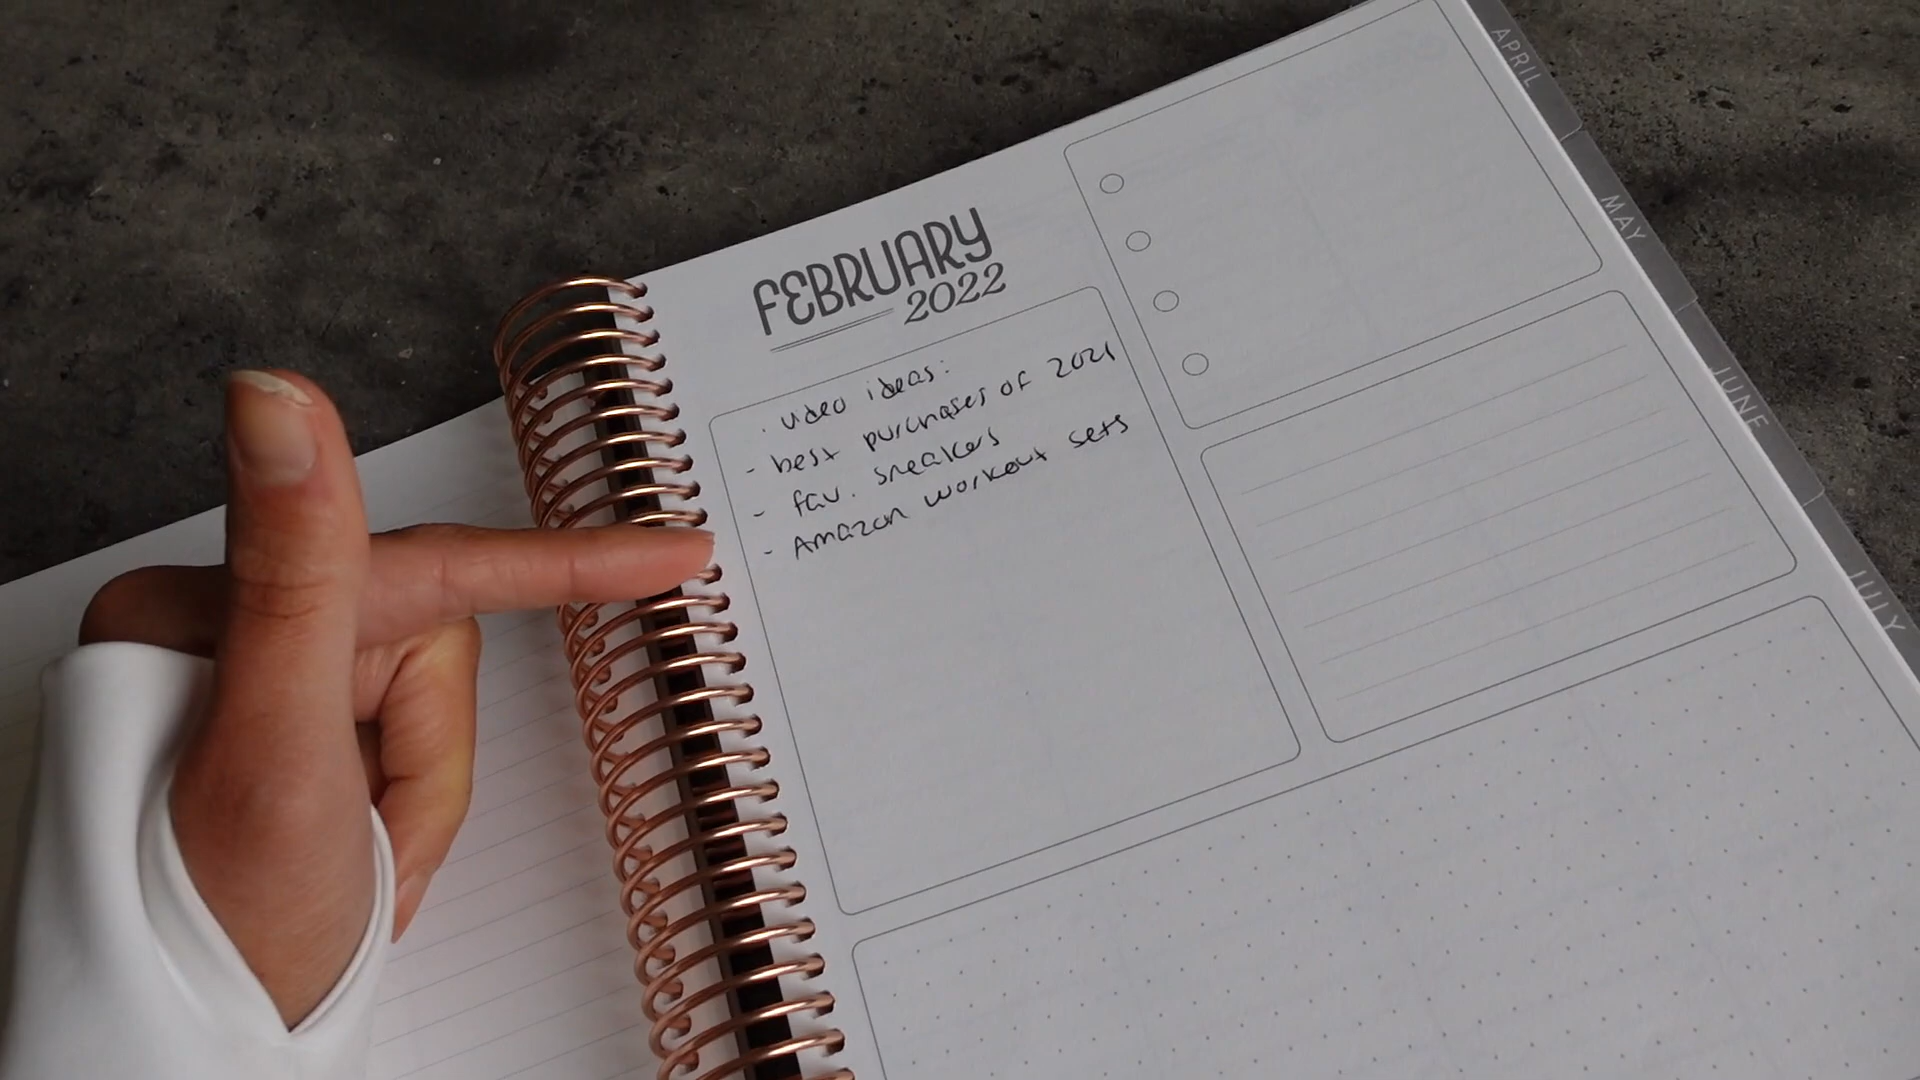 FEBRUARY
2022
. video ideas:
- best purchases of 2021
- fav. sneakers
- Amazon workout sets
APRIL
MAY
JUNE
JULY